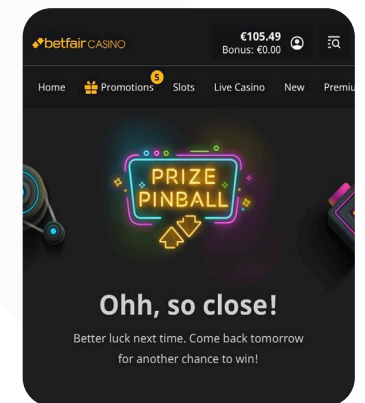 betfair CASINO
€105.49
Bonus: €0.00
5
Home Promotions Slots Live Casino New Premiu
PRIZE
PINBALL
Ohh, so close!
Better luck next time. Come back tomorrow
for another chance to win!